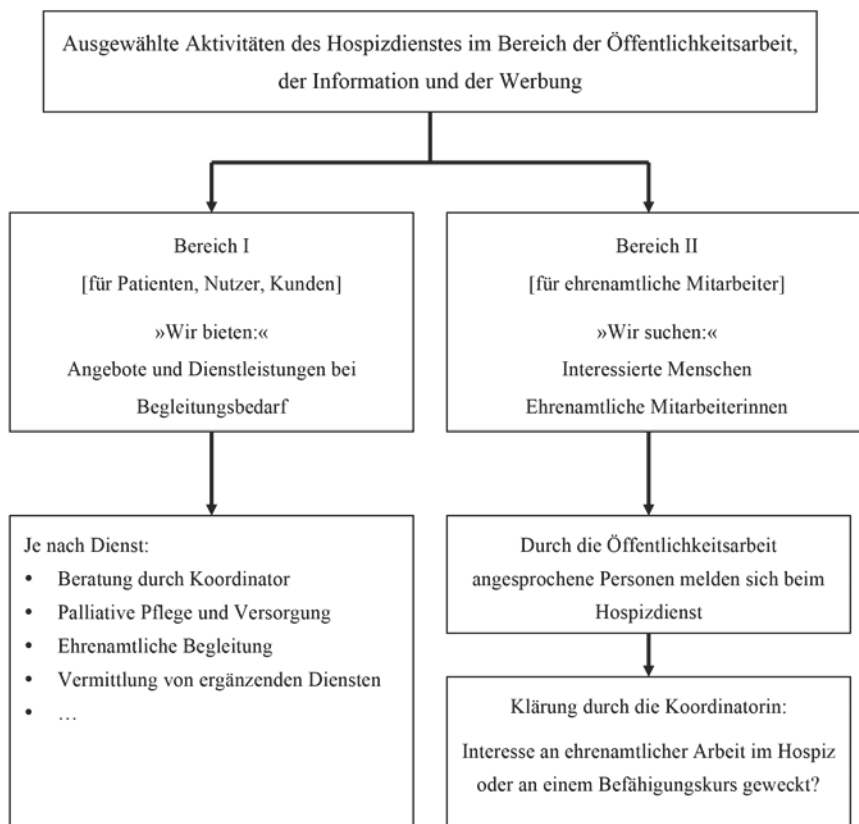 Ausgewählte Aktivitäten des Hospizdienstes im Bereich der Öffentlichkeitsarbeit,
der Information und der Werbung
Bereich I
[für Patienten, Nutzer, Kunden]
»Wir bieten:«
Angebote und Dienstleistungen bei
Begleitungsbedarf
Bereich II
[für ehrenamtliche Mitarbeiter]
»Wir suchen:«
Interessierte Menschen
Ehrenamtliche Mitarbeiterinnen
Je nach Dienst:
• Beratung durch Koordinator
• Palliative Pflege und Versorgung
• Ehrenamtliche Begleitung
• Vermittlung von ergänzenden Diensten
• …
Durch die Öffentlichkeitsarbeit
angesprochene Personen melden sich beim
Hospizdienst
Klärung durch die Koordinatorin:
Interesse an ehrenamtlicher Arbeit im Hospiz
oder an einem Befähigungskurs geweckt?